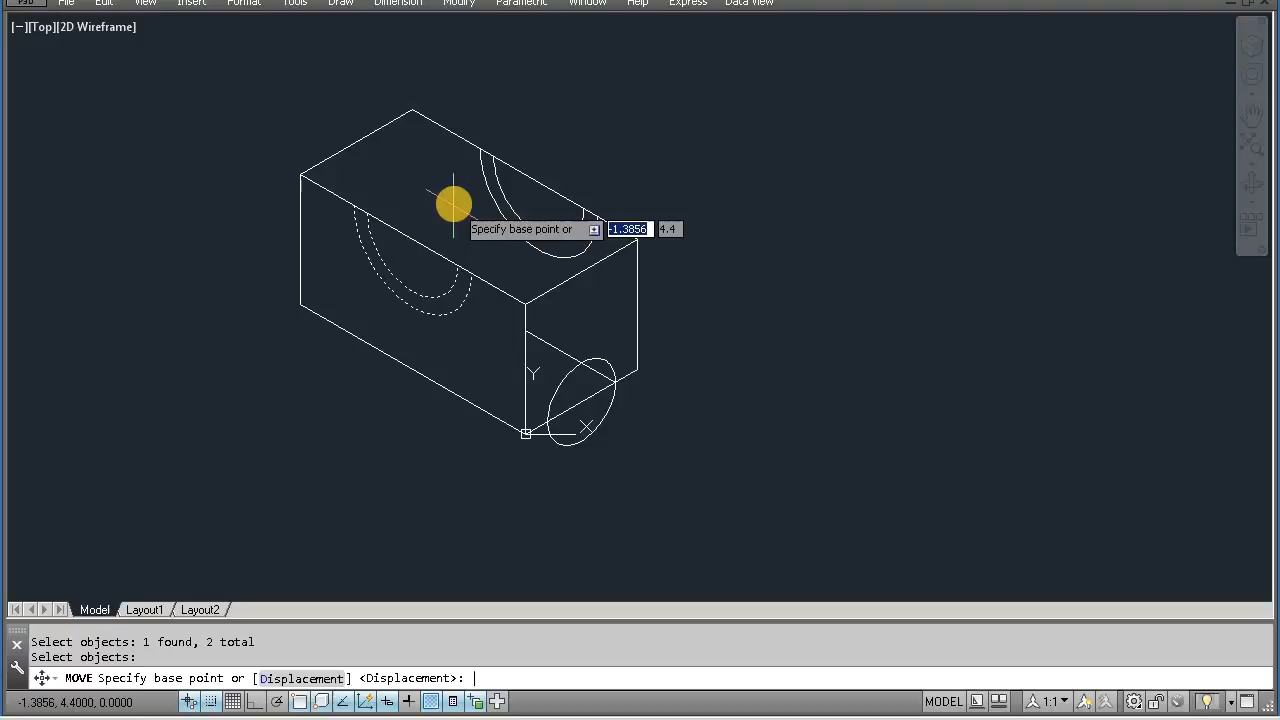 File Edit View Insert Format Tools Draw Dimension Modify Parametric Window Help Express Data View
[−][Top][2D Wireframe]
Specify base point or -1.3856 4.4
Y
X
Model Layout1 Layout2
Select objects: 1 found, 2 total
Select objects:
MOVE Specify base point or [Displacement] <Displacement>:
-1.3856, 4.4000, 0.0000 MODEL 1:1